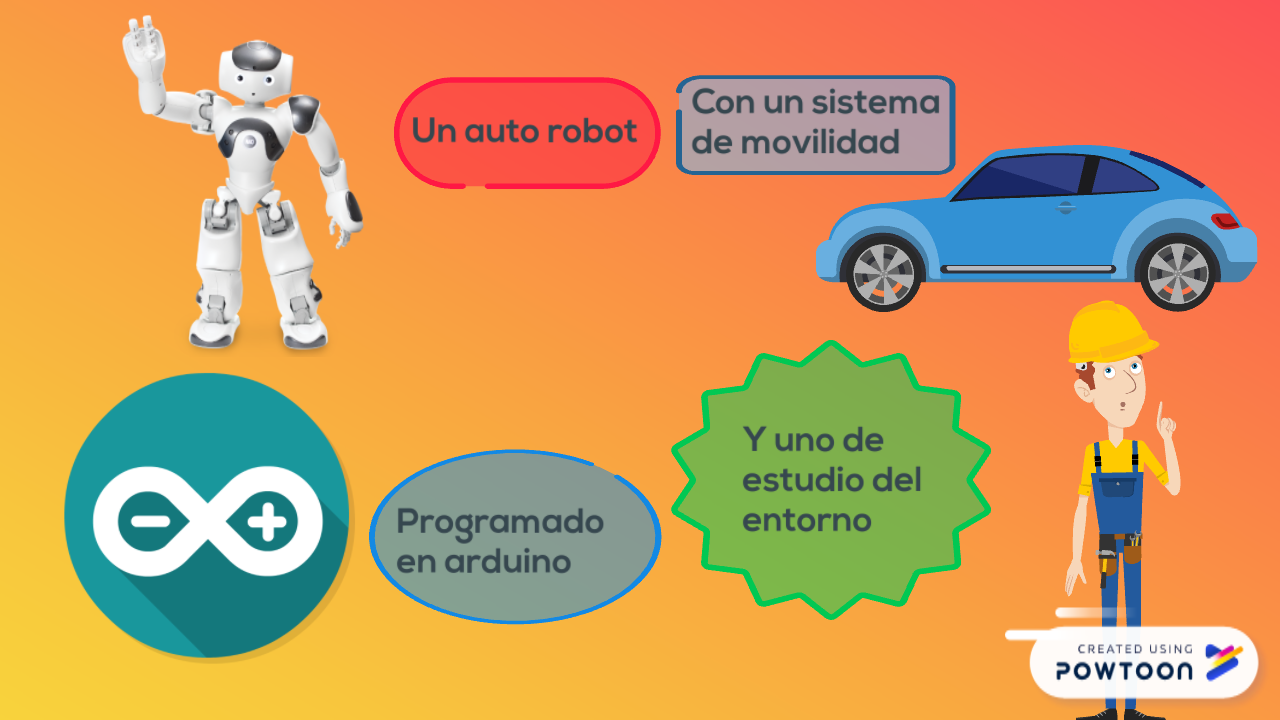 Un auto robot
Con un sistema
de movilidad
Programado
en arduino
Y uno de
estudio del
entorno
CREATED USING
POWTOON